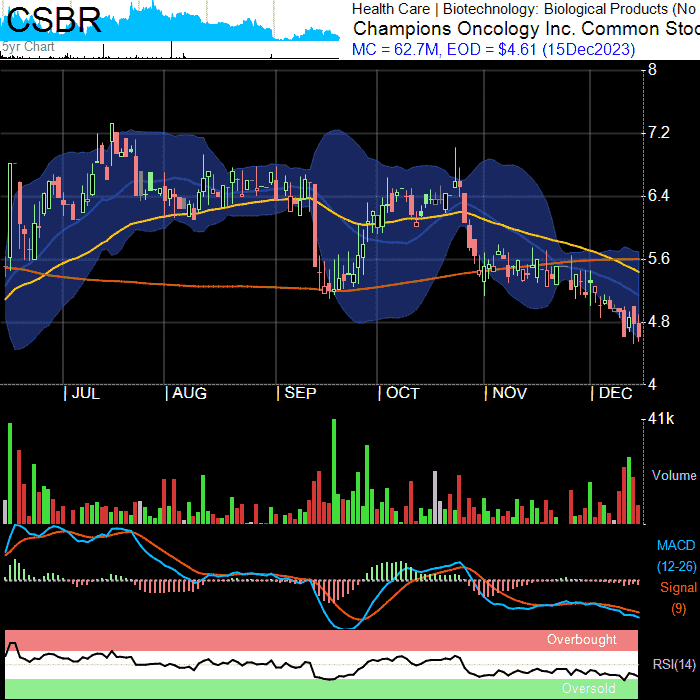 CSBR
5yr Chart
Health Care | Biotechnology: Biological Products (No
Champions Oncology Inc. Common Stoc
MC = 62.7M, EOD = $4.61 (15Dec2023)
8
7.2
6.4
5.6
4.8
4
| JUL | AUG | SEP | OCT | NOV | DEC
41k
Volume
MACD
(12-26)
Signal
(9)
Overbought
RSI(14)
Oversold